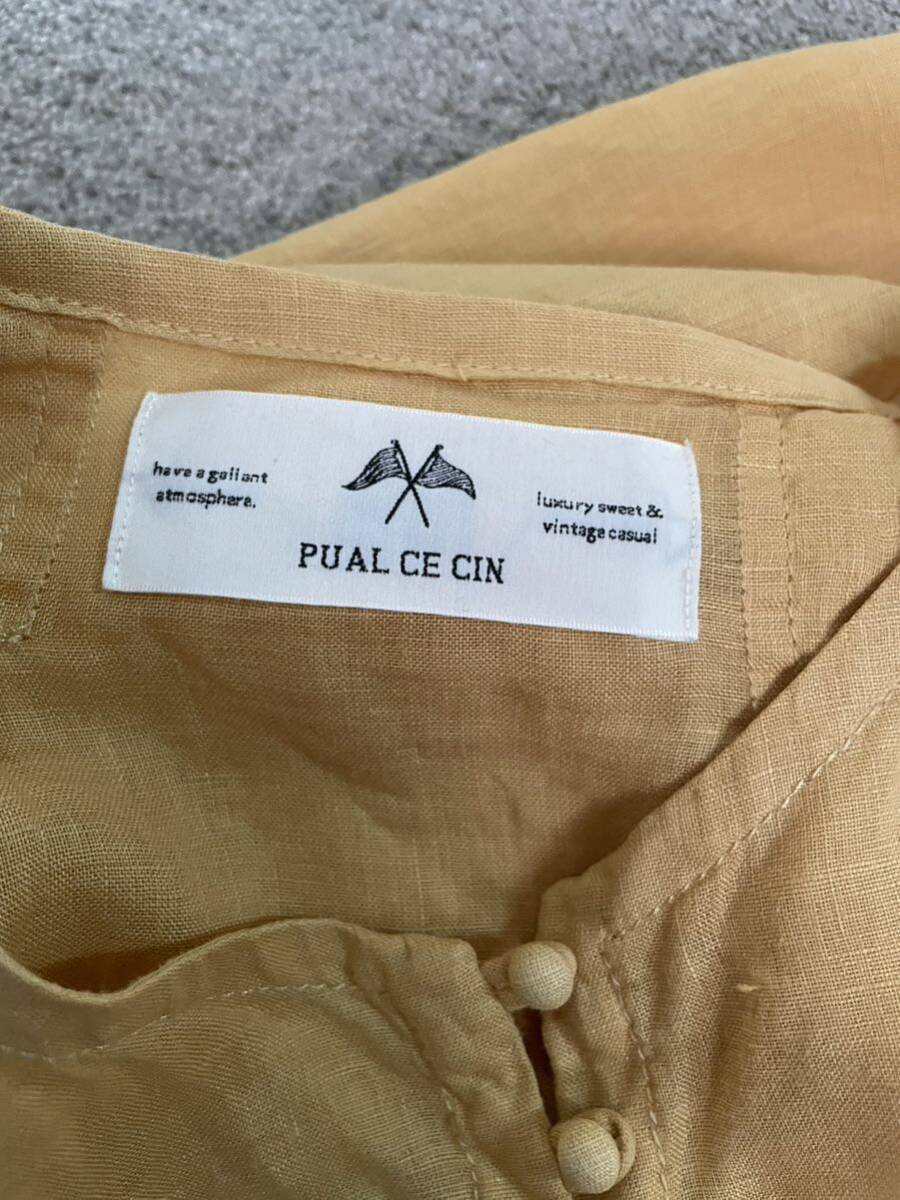 have a gallant
atmosphere.
luxury sweet &
vintage casual
PUAL CE CIN